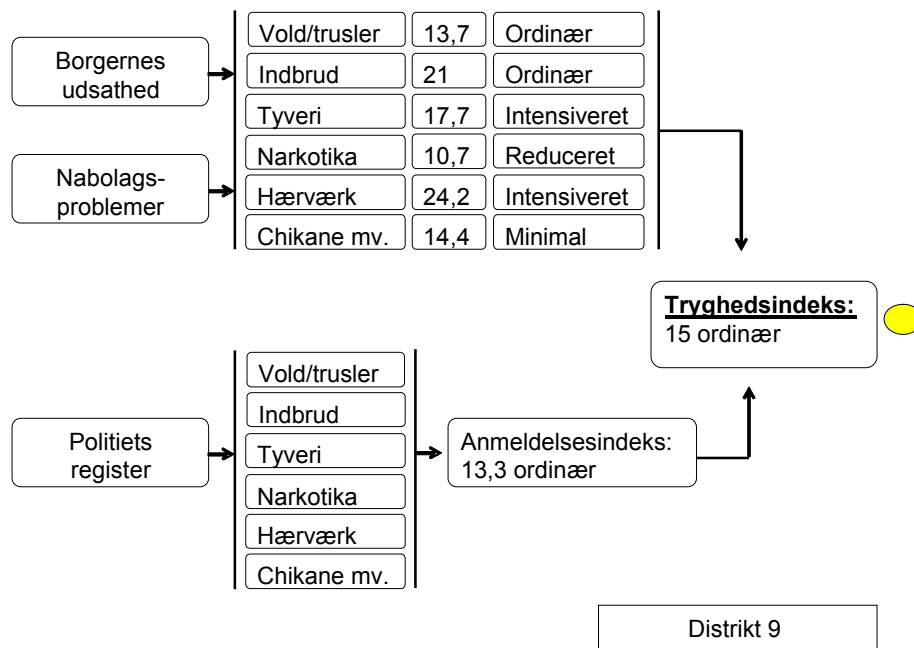 Borgernes
udsathed
Nabolags-
problemer
Vold/trusler 13,7 Ordinær
Indbrud 21 Ordinær
Tyveri 17,7 Intensiveret
Narkotika 10,7 Reduceret
Hærværk 24,2 Intensiveret
Chikane mv. 14,4 Minimal
Tryghedsindeks:
15 ordinær
Politiets
register
Vold/trusler
Indbrud
Tyveri
Narkotika
Hærværk
Chikane mv.
Anmeldelsesindeks:
13,3 ordinær
Distrikt 9